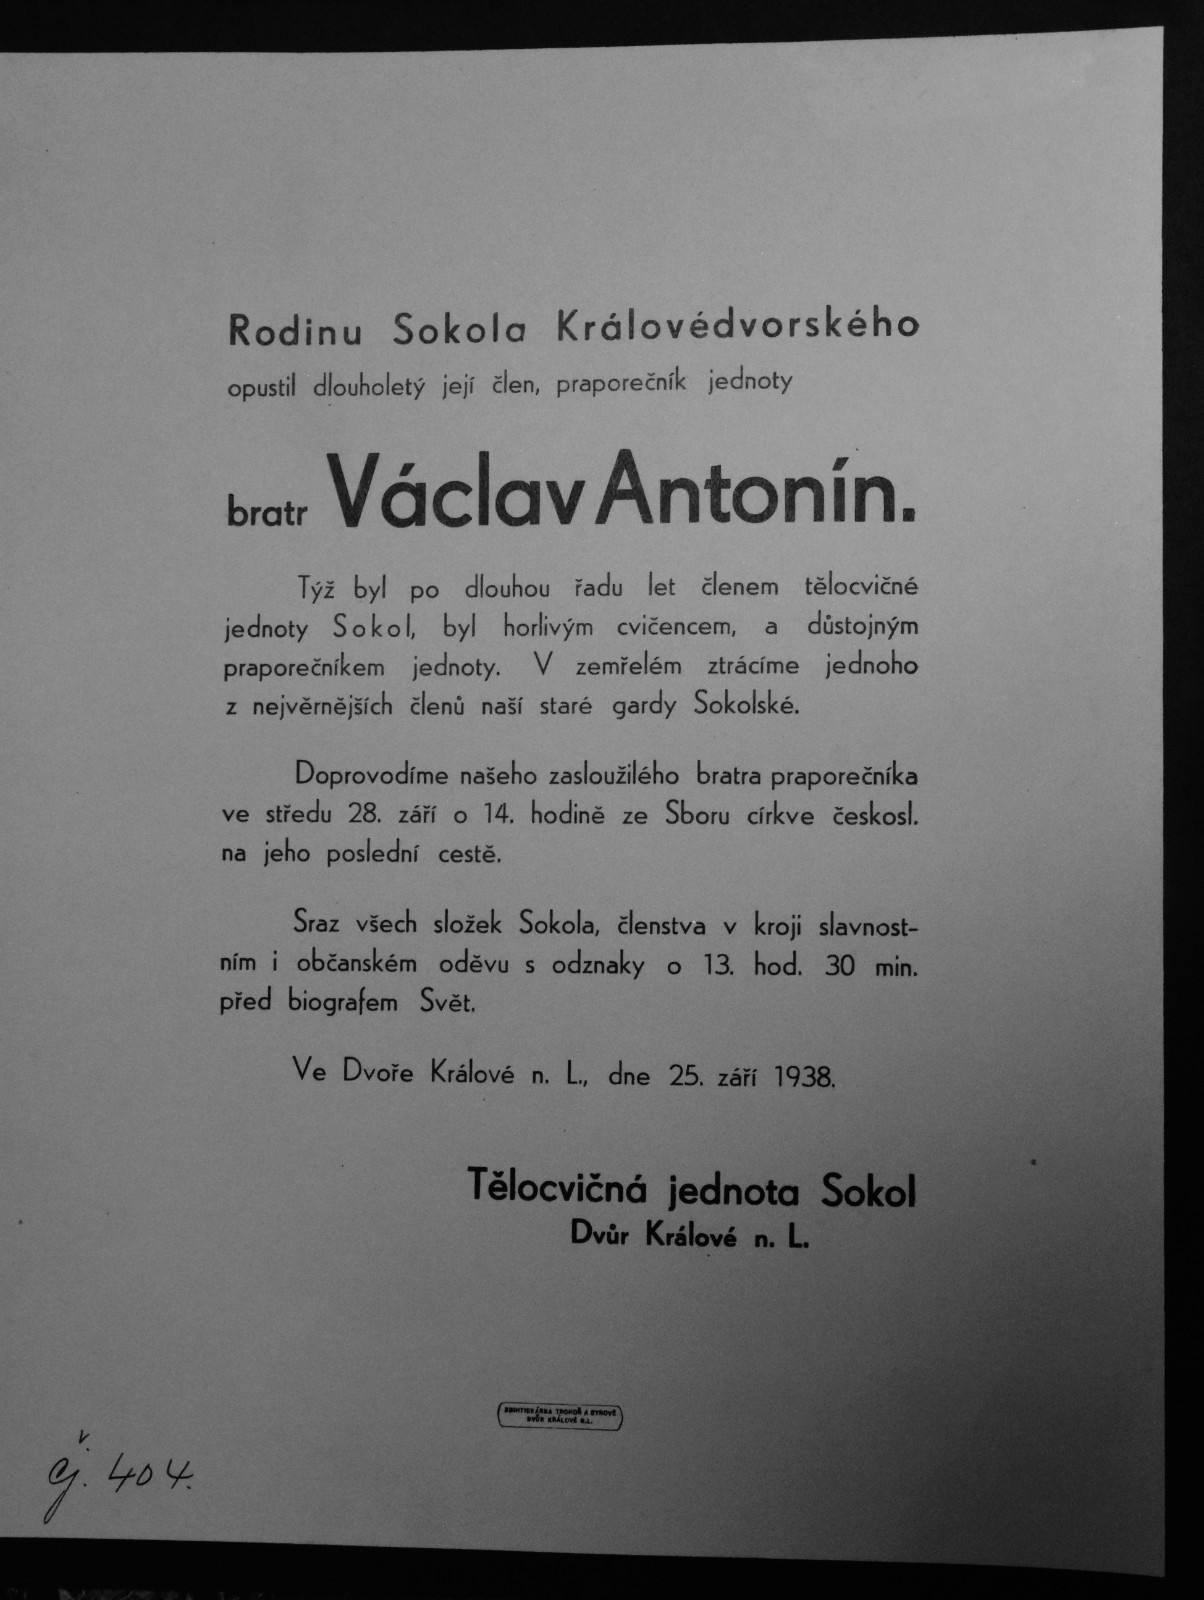 Rodinu Sokola Královédvorského
opustil dlouholetý její člen, praporečník jednoty
bratr Václav Antonín.
Týž byl po dlouhou řadu let členem tělocvičné
jednoty Sokol, byl horlivým cvičencem, a důstojným
praporečníkem jednoty. V zemřelém ztrácíme jednoho
z nejvěrnějších členů naší staré gardy Sokolské.
Doprovodíme našeho zasloužilého bratra praporečníka
ve středu 28. září o 14. hodině ze Sboru církve českosl.
na jeho poslední cestě.
Sraz všech složek Sokola, členstva v kroji slavnost-
ním i občanském oděvu s odznaky o 13. hod. 30 min.
před biografem Svět.
Ve Dvoře Králové n. L., dne 25. září 1938.
Tělocvičná jednota Sokol
Dvůr Králové n. L.
A SYNOVÉ
DVŮR KRÁLOVÉ N.L.
čj. 404.